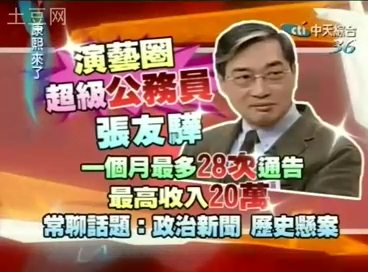 土豆网
康熙來了
cti 中天綜合
36
演藝圈
超級公務員
張友驊
一個月最多28次通告
最高收入20萬
常聊話題：政治新聞 歷史懸案